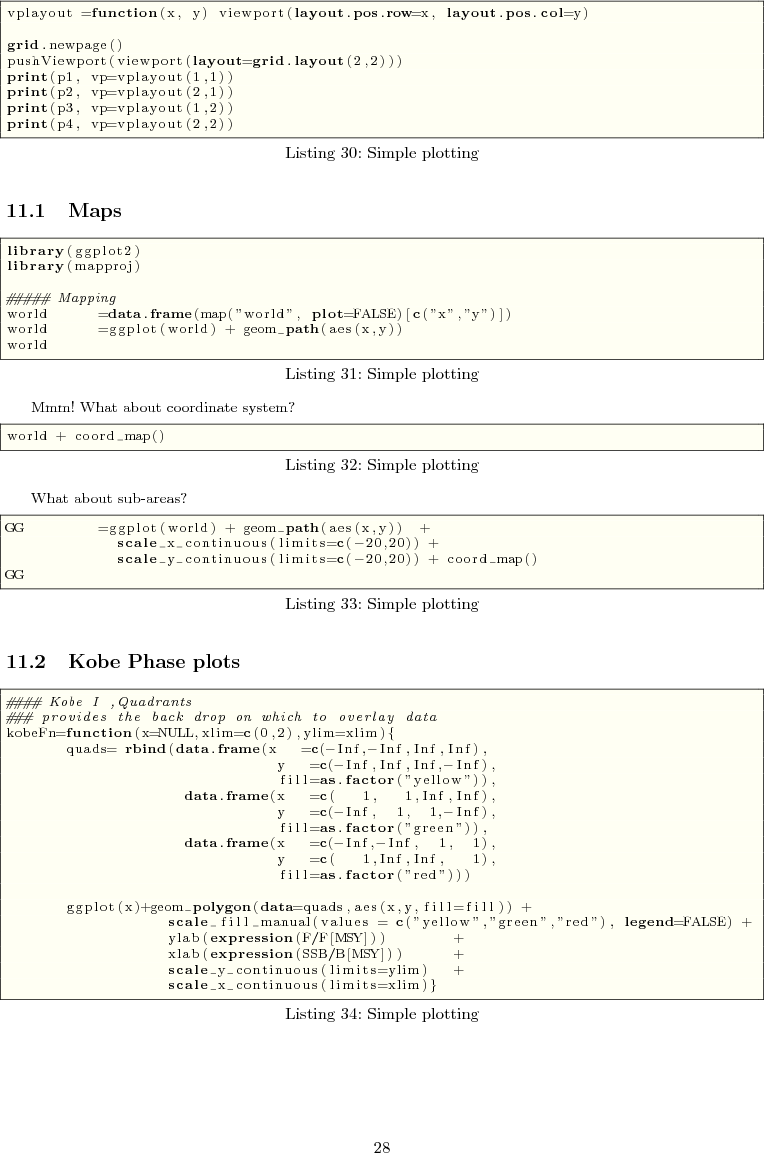 vplayout =function(x, y) viewport(layout.pos.row=x, layout.pos.col=y)
grid.newpage()
pushViewport(viewport(layout=grid.layout(2,2)))
print(p1, vp=vplayout(1,1))
print(p2, vp=vplayout(2,1))
print(p3, vp=vplayout(1,2))
print(p4, vp=vplayout(2,2))
Listing 30: Simple plotting
11.1 Maps
library(ggplot2)
library(mapproj)
##### Mapping
world =data.frame(map("world", plot=FALSE)[c("x","y")])
world =ggplot(world) + geom_path(aes(x,y))
world
Listing 31: Simple plotting
Mmm! What about coordinate system?
world + coord_map()
Listing 32: Simple plotting
What about sub-areas?
GG =ggplot(world) + geom_path(aes(x,y)) +
scale_x_continuous(limits=c(-20,20)) +
scale_y_continuous(limits=c(-20,20)) + coord_map()
GG
Listing 33: Simple plotting
11.2 Kobe Phase plots
#### Kobe I ,Quadrants
### provides the back drop on which to overlay data
kobeFn=function(x=NULL,xlim=c(0,2),ylim=xlim){
quads= rbind(data.frame(x =c(-Inf,-Inf,Inf,Inf),
y =c(-Inf,Inf,Inf,-Inf),
fill=as.factor("yellow")),
data.frame(x =c( 1, 1,Inf,Inf),
y =c(-Inf, 1, 1,-Inf),
fill=as.factor("green")),
data.frame(x =c(-Inf,-Inf, 1, 1),
y =c( 1,Inf,Inf, 1),
fill=as.factor("red")))
ggplot(x)+geom_polygon(data=quads,aes(x,y,fill=fill)) +
scale_fill_manual(values = c("yellow","green","red"), legend=FALSE) +
ylab(expression(F/F[MSY])) +
xlab(expression(SSB/B[MSY])) +
scale_y_continuous(limits=ylim) +
scale_x_continuous(limits=xlim)}
Listing 34: Simple plotting
28